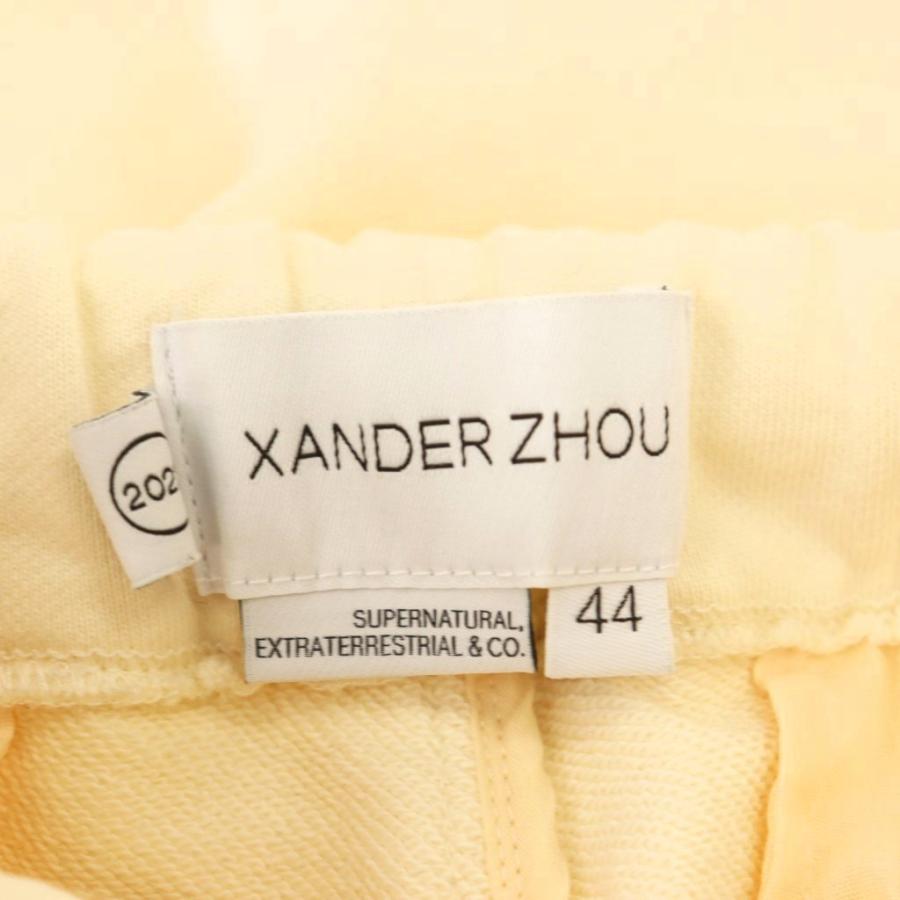 XANDER ZHOU
202
SUPERNATURAL,
EXTRATERRESTRIAL & CO.
44